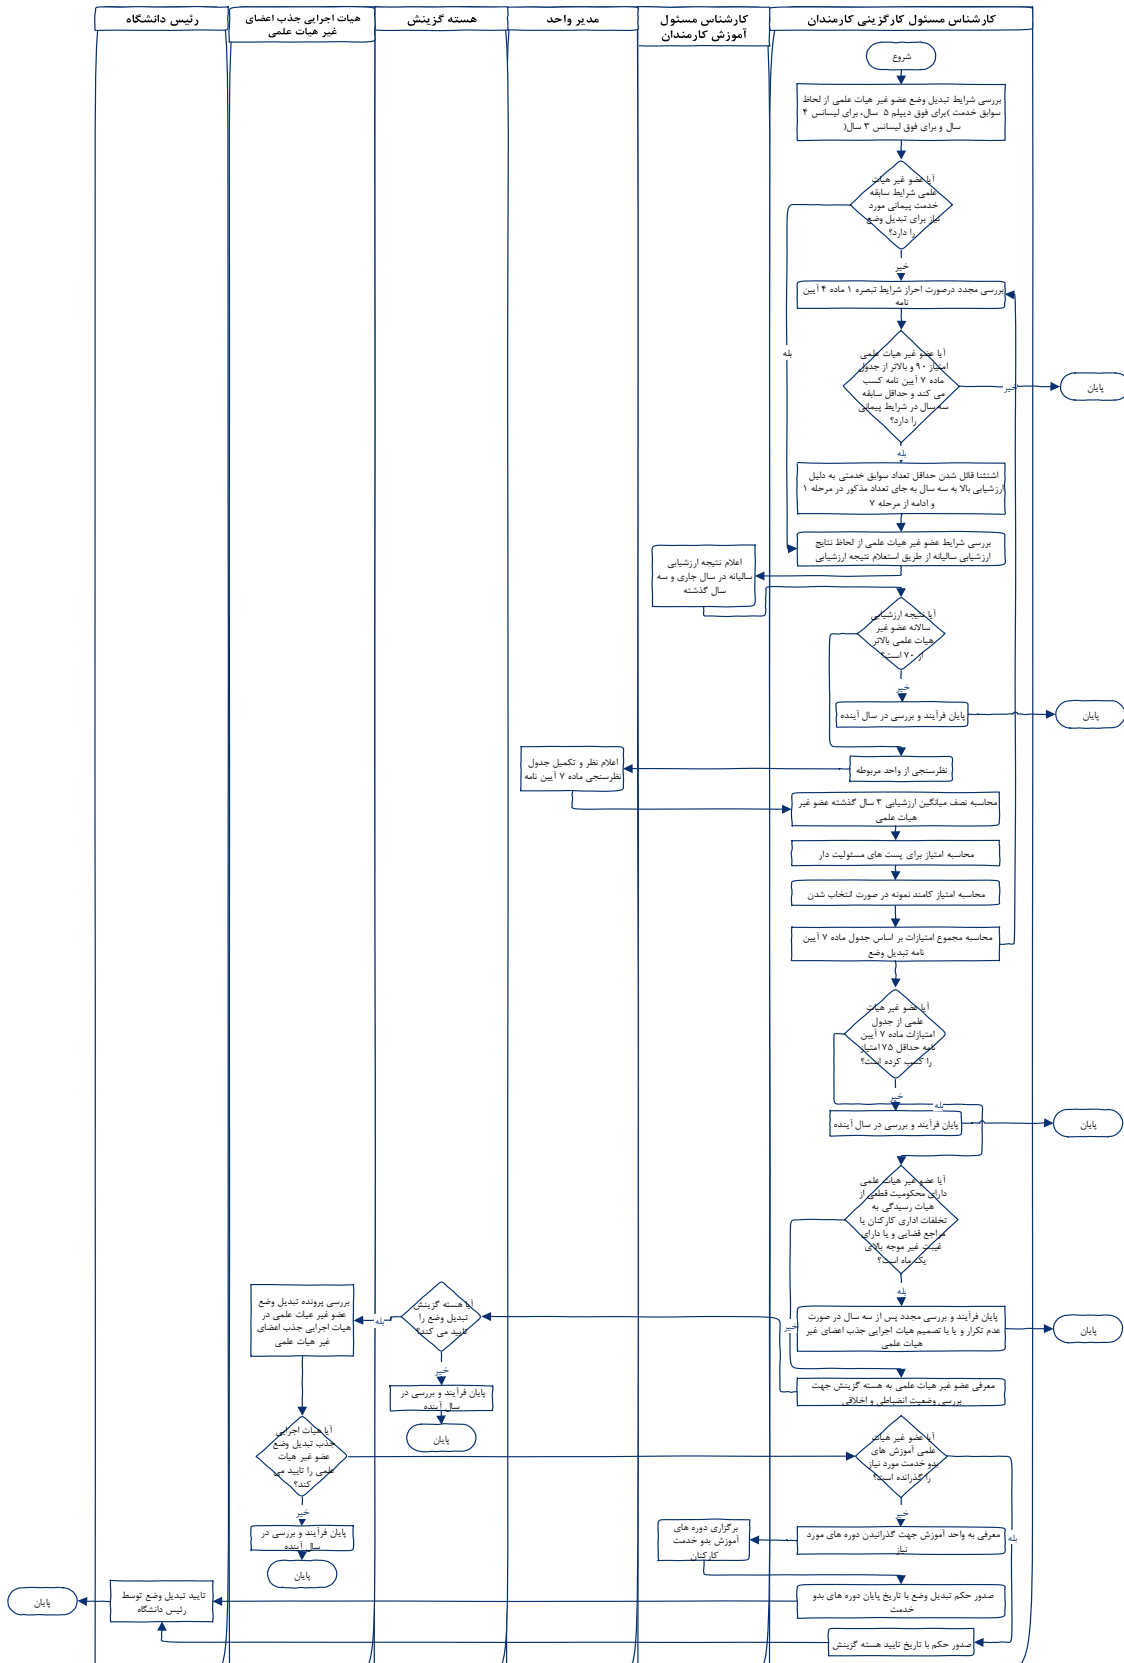 کارشناس مسئول کارگزینی کارمندان
کارشناس مسئول
آموزش کارمندان
مدیر واحد
هسته گزینش
هیات اجرایی جذب اعضای
غیر هیات علمی
رئیس دانشگاه
شروع
بررسی شرایط تبدیل وضع عضو غیر هیات علمی از لحاظ
سوابق خدمت )برای فوق دیپلم ۵ سال، برای لیسانس ۴
سال و برای فوق لیسانس ۳ سال(
آیا عضو غیر هیات
علمی شرایط سابقه
خدمت پیمانی مورد
نیاز برای تبدیل وضع
را دارد؟
خیر
بله
بررسی مجدد درصورت احراز شرایط تبصره ۱ ماده ۴ آیین
نامه
آیا عضو غیر هیات علمی
امتیاز ۹۰ و بالاتر از جدول
ماده ۷ آیین نامه کسب
می کند و حداقل سابقه
سه سال در شرایط پیمانی
را دارد؟
خیر
پایان
بله
اشتثنا قائل شدن حداقل تعداد سوابق خدمتی به دلیل
ارزشیابی بالا به سه سال به جای تعداد مذکور در مرحله ۱
و ادامه از مرحله ۷
بررسی شرایط عضو غیر هیات علمی از لحاظ نتایج
ارزشیابی سالیانه از طریق استعلام نتیجه ارزشیابی
اعلام نتیجه ارزشیابی
سالیانه در سال جاری و سه
سال گذشته
آیا نتیجه ارزشیابی
سالانه عضو غیر
هیات علمی بالاتر
از ۷۰ است؟
خیر
پایان فرآیند و بررسی در سال آینده
پایان
نظرسنجی از واحد مربوطه
اعلام نظر و تکمیل جدول
نظرسنجی ماده ۷ آیین نامه
محاسبه نصف میانگین ارزشیابی ۳ سال گذشته عضو غیر
هیات علمی
محاسبه امتیاز برای پست های مسئولیت دار
محاسبه امتیاز کامند نمونه در صورت انتخاب شدن
محاسبه مجموع امتیازات بر اساس جدول ماده ۷ آیین
نامه تبدیل وضع
آیا عضو غیر هیات
علمی از جدول
امتیازات ماده ۷ آیین
نامه حداقل ۷۵ امتیاز
را کسب کرده است؟
خیر
بله
پایان فرآیند و بررسی در سال آینده
پایان
آیا عضو غیر هیات علمی
دارای محکومیت قطعی از
هیات رسیدگی به
تخلفات اداری کارکنان یا
مراجع قضایی و یا دارای
غیبت غیر موجه بالای
یک ماه است؟
بله
خیر
پایان فرآیند و بررسی مجدد پس از سه سال در صورت
عدم تکرار و یا با تصمیم هیات اجرایی جذب اعضای غیر
هیات علمی
پایان
معرفی عضو غیر هیات علمی به هسته گزینش جهت
بررسی وضعیت انضباطی و اخلاقی
آیا هسته گزینش
تبدیل وضع را
تایید می کند؟
بله
خیر
پایان فرآیند و بررسی در
سال آینده
پایان
بررسی پرونده تبدیل وضع
عضو غیر عیات علمی در
هیات اجرایی جذب اعضای
غیر هیات علمی
آیا هیات اجرایی
جذب تبدیل وضع
عضو غیر هیات
علمی را تایید می
کند؟
خیر
پایان فرآیند و بررسی در
سال آینده
پایان
آیا عضو غیر هیات
علمی آموزش های
بدو خدمت مورد نیاز
را گذرانده است؟
خیر
بله
معرفی به واحد آموزش جهت گذرانیدن دوره های مورد
نیاز
برگزاری دوره های
آموزش بدو خدمت
کارکنان
صدور حکم تبدیل وضع با تاریخ پایان دوره های بدو
خدمت
تایید تبدیل وضع توسط
رئیس دانشگاه
پایان
صدور حکم با تاریخ تایید هسته گزینش